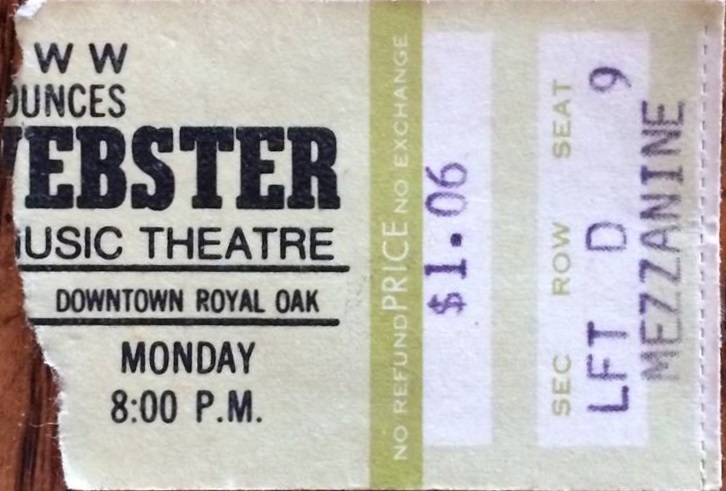 W W
OUNCES
EBSTER
USIC THEATRE
DOWNTOWN ROYAL OAK
MONDAY
8:00 P.M.
NO REFUND PRICE NO EXCHANGE
$1.06
SEC ROW SEAT
LFT D 9
MEZZANINE